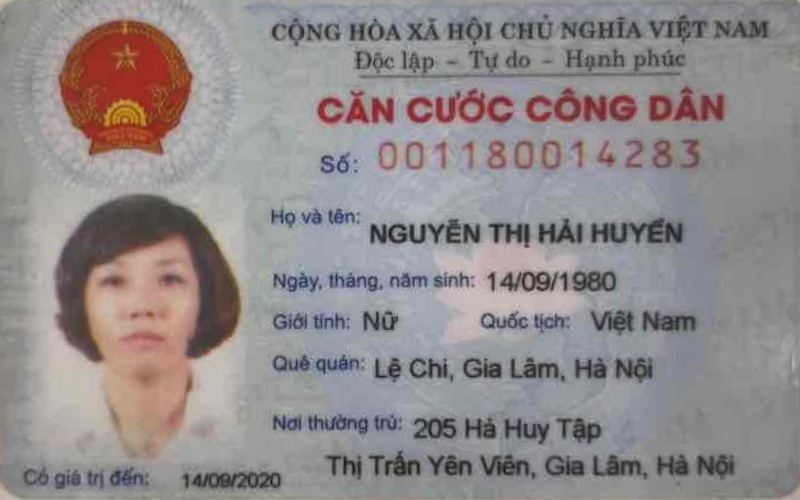 CỘNG HÒA XÃ HỘI CHỦ NGHĨA VIỆT NAM
Độc lập - Tự do - Hạnh phúc
CĂN CƯỚC CÔNG DÂN
Số: 001180014283
Họ và tên: NGUYỄN THỊ HẢI HUYỀN
Ngày, tháng, năm sinh: 14/09/1980
Giới tính: Nữ Quốc tịch: Việt Nam
Quê quán: Lệ Chi, Gia Lâm, Hà Nội
Nơi thường trú: 205 Hà Huy Tập
Thị Trấn Yên Viên, Gia Lâm, Hà Nội
Có giá trị đến: 14/09/2020